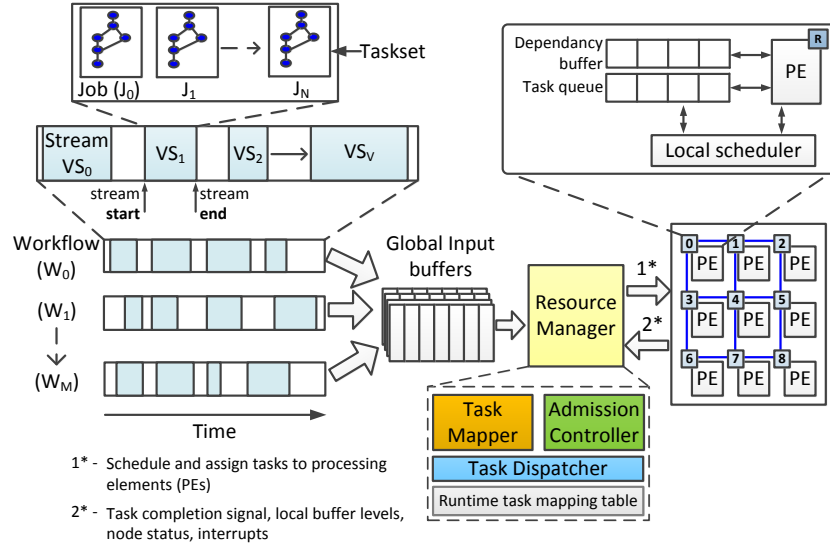 Job (J0)
J1
JN
Taskset
Stream
VS0
VS1
VS2
VSV
stream
start
stream
end
Dependancy
buffer
Task queue
PE
R
Local scheduler
Workflow
(W0)
(W1)
(WM)
Time
Global Input
buffers
Resource
Manager
1*
2*
0
1
2
PE
PE
PE
3
4
5
PE
PE
PE
6
7
8
PE
PE
PE
Task
Mapper
Admission
Controller
Task Dispatcher
Runtime task mapping table
1* - Schedule and assign tasks to processing
elements (PEs)
2* - Task completion signal, local buffer levels,
node status, interrupts